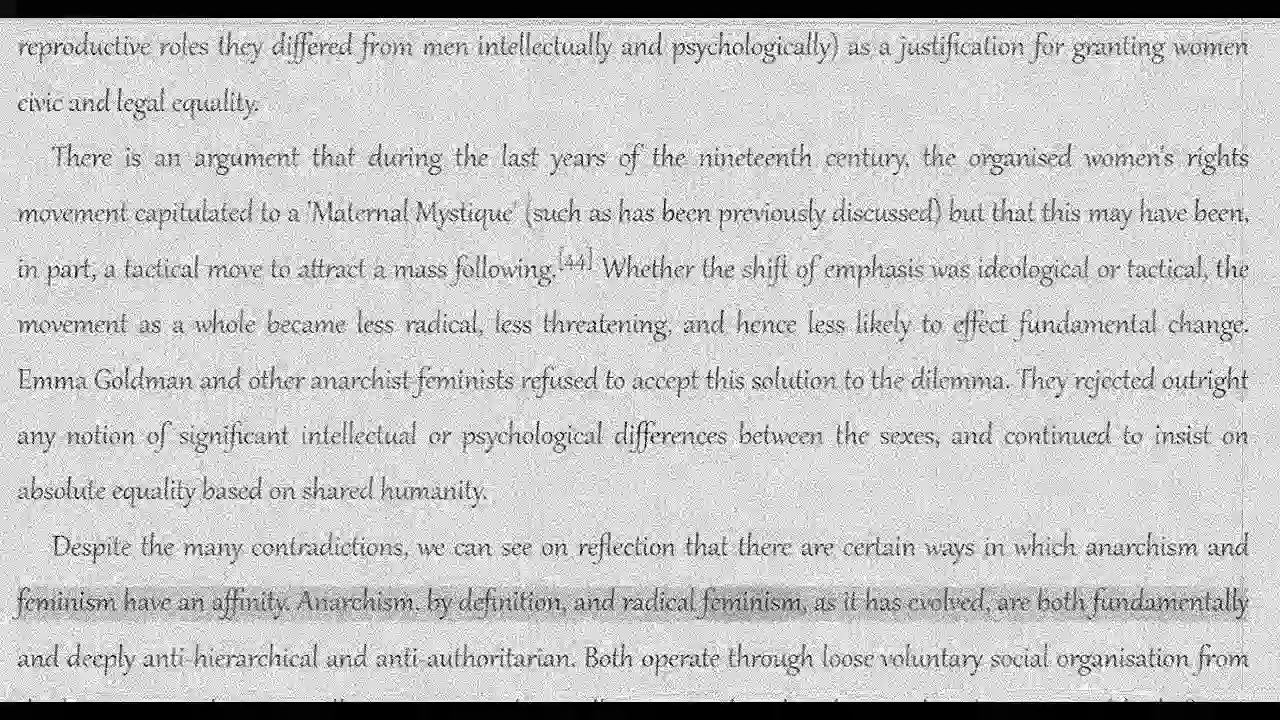 reproductive roles they differed from men intellectually and psychologically) as a justification for granting women
civic and legal equality.
There is an argument that during the last years of the nineteenth century, the organised women's rights
movement capitulated to a 'Maternal Mystique' (such as has been previously discussed) but that this may have been,
in part, a tactical move to attract a mass following.[44] Whether the shift of emphasis was ideological or tactical, the
movement as a whole became less radical, less threatening, and hence less likely to effect fundamental change.
Emma Goldman and other anarchist-feminists refused to accept this solution to the dilemma. They rejected outright
any notion of significant intellectual or psychological differences between the sexes, and continued to insist on
absolute equality based on shared humanity.
Despite the many contradictions, we can see on reflection that there are certain ways in which anarchism and
feminism have an affinity. Anarchism, by definition, and radical feminism, as it has evolved, are both fundamentally
and deeply anti-hierarchical and anti-authoritarian. Both operate through loose voluntary social organisation from